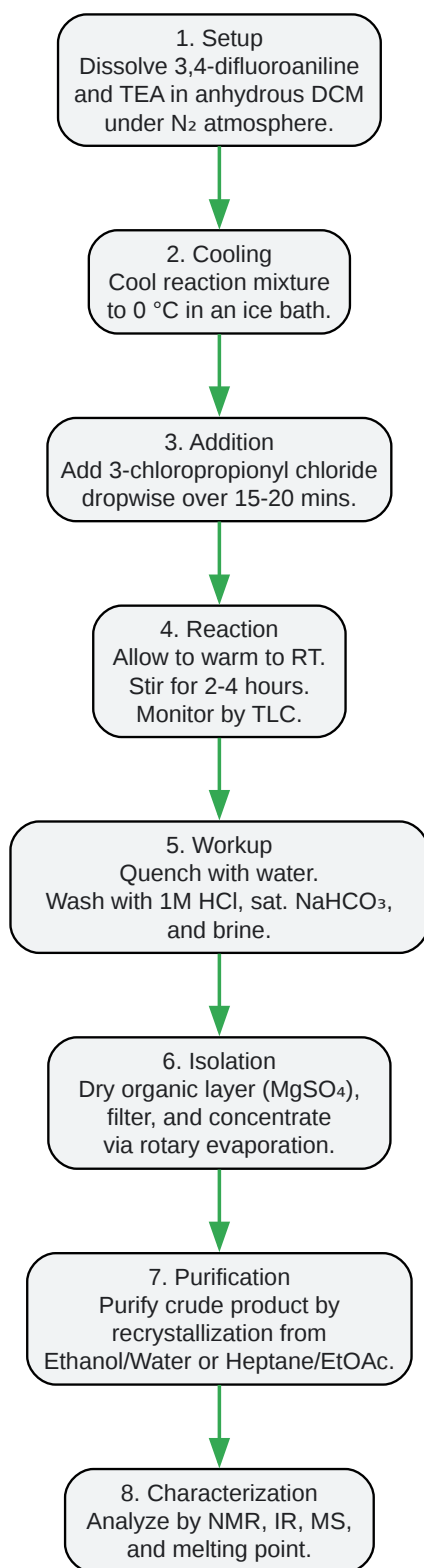 1. Setup
Dissolve 3,4-difluoroaniline
and TEA in anhydrous DCM
under N₂ atmosphere.
2. Cooling
Cool reaction mixture
to 0 °C in an ice bath.
3. Addition
Add 3-chloropropionyl chloride
dropwise over 15-20 mins.
4. Reaction
Allow to warm to RT.
Stir for 2-4 hours.
Monitor by TLC.
5. Workup
Quench with water.
Wash with 1M HCl, sat. NaHCO₃,
and brine.
6. Isolation
Dry organic layer (MgSO₄),
filter, and concentrate
via rotary evaporation.
7. Purification
Purify crude product by
recrystallization from
Ethanol/Water or Heptane/EtOAc.
8. Characterization
Analyze by NMR, IR, MS,
and melting point.